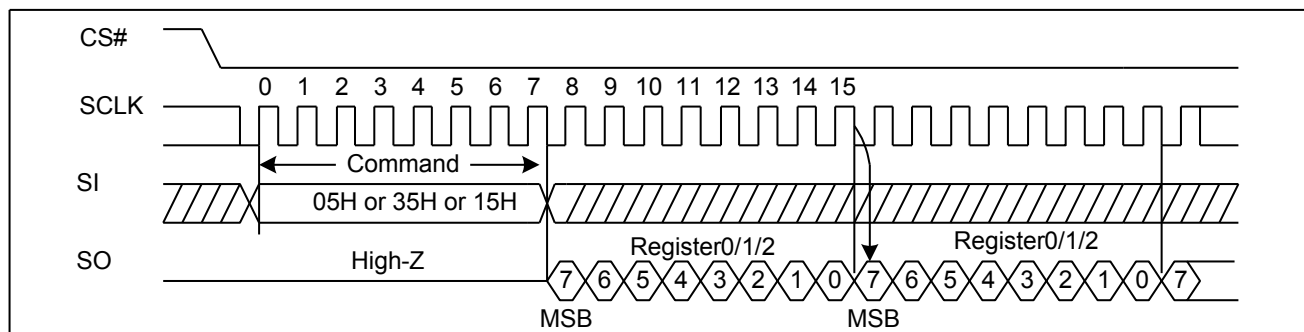 CS#
0 1 2 3 4 5 6 7 8 9 10 11 12 13 14 15
SCLK
Command
SI
05H or 35H or 15H
Register0/1/2 Register0/1/2
SO
High-Z
7 6 5 4 3 2 1 0 7 6 5 4 3 2 1 0 7
MSB MSB